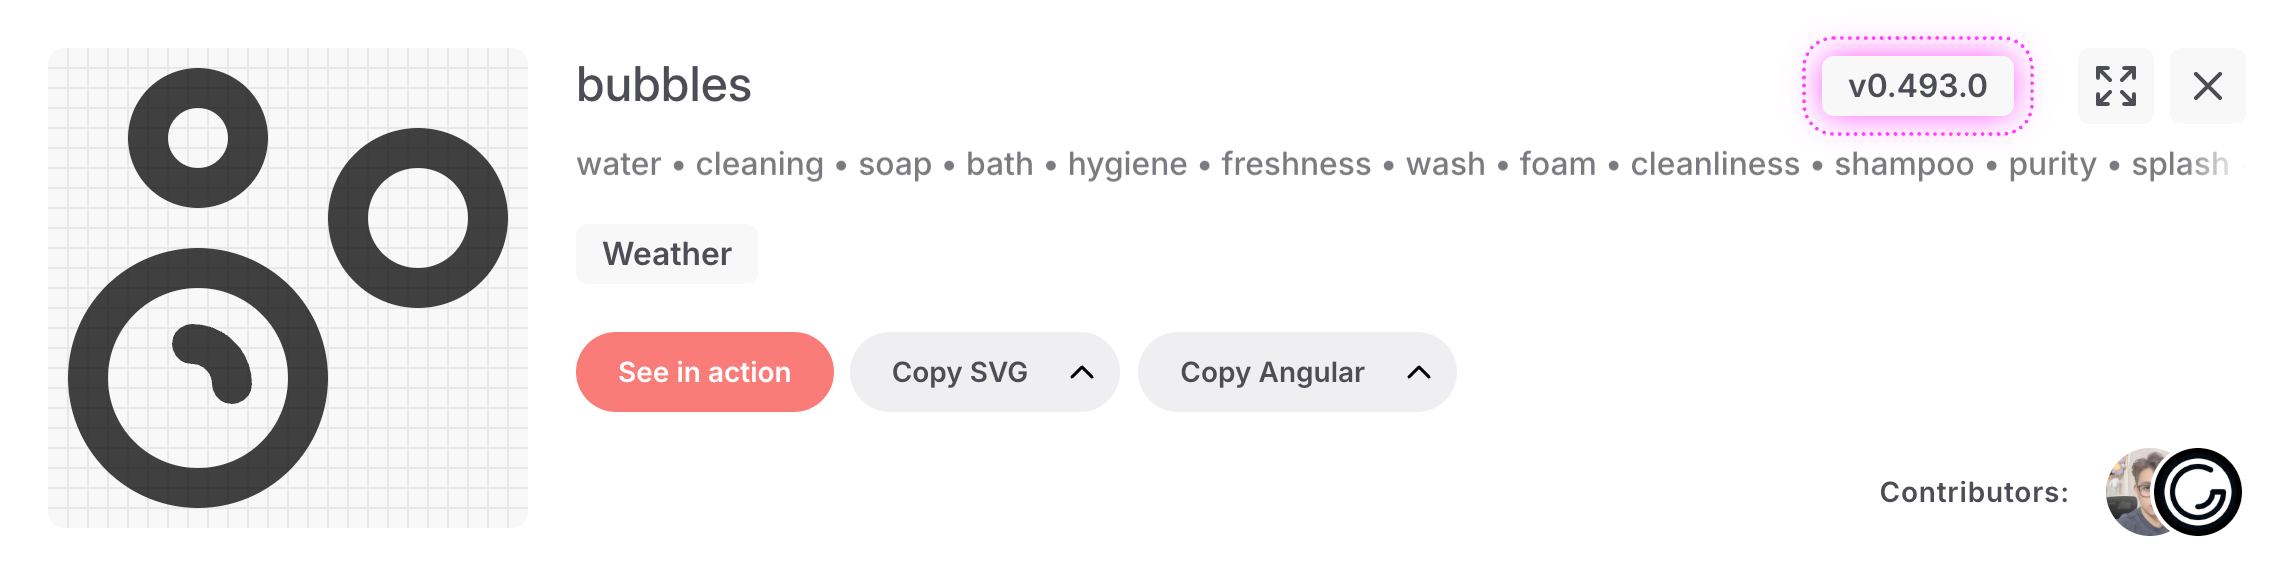 bubbles
v0.493.0
water • cleaning • soap • bath • hygiene • freshness • wash • foam • cleanliness • shampoo • purity • splash
Weather
See in action
Copy SVG
Copy Angular
Contributors: